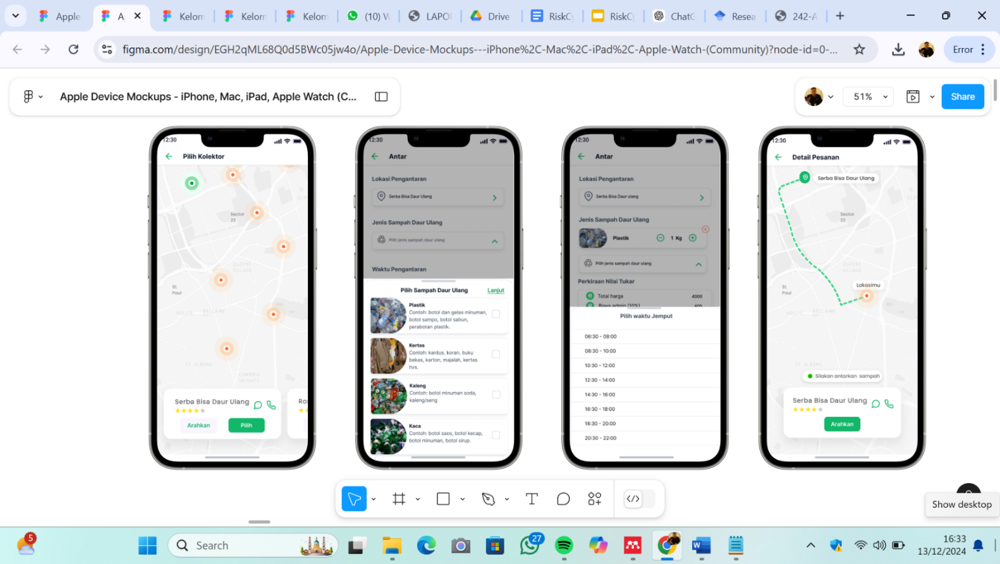 Apple
A
Kelom
Kelom
Kelom
(10) W
LAPO
Drive
RiskCy
RiskCy
ChatG
Resea
242-A
figma.com/design/EGH2qML68Q0d5BWc05jw4o/Apple-Device-Mockups---iPhone%2C-Mac%2C-iPad%2C-Apple-Watch-(Community)?node-id=0-...
Error
Apple Device Mockups - iPhone, Mac, iPad, Apple Watch (C...
51%
Share
12:30
Pilih Kolektor
Sector
23
QUEENS
VILLAGE
St.
Paul
HOLLIS
BELLAIRE
ST. ALBANS
CAMBRIA
HEIGHTS
Serba Bisa Daur Ulang
Arahkan
Pilih
12:30
Antar
Lokasi Pengantaran
Serba Bisa Daur Ulang
Jenis Sampah Daur Ulang
Pilih jenis sampah daur ulang
Waktu Pengantaran
Pilih Sampah Daur Ulang
Lanjut
Plastik
Contoh: botol dan gelas minuman,
botol sampo, botol sabun,
perabotan plastik.
Kertas
Contoh: kardus, koran, buku
bekas, karton, majalah, kertas
hvs.
Kaleng
Contoh: botol minuman soda,
kaleng/seng
Kaca
Contoh: botol saos, botol kecap,
botol minuman, botol sirup.
12:30
Antar
Lokasi Pengantaran
Serba Bisa Daur ulang
Jenis Sampah Daur Ulang
Plastik
1 Kg
Pilih jenis sampah daur ulang
Perkiraan Nilai Tukar
Total harga
4000
Biaya admin (10%)
400
Pilih waktu Jemput
06:30 - 08:00
08:30 - 10:00
10:30 - 12:00
12:30 - 14:00
14:30 - 16:00
16:30 - 18:00
18:30 - 20:00
20:30 - 22:00
12:30
Detail Pesanan
Serba Bisa Daur Ulang
Sector
23
QUEENS
VILLAGE
Lokasimu
St.
Paul
HOLLIS
BELLAIRE
ST. ALBANS
Silakan antarkan sampah
Serba Bisa Daur Ulang
Arahkan
Show desktop
5
Search
27
16:33
13/12/2024